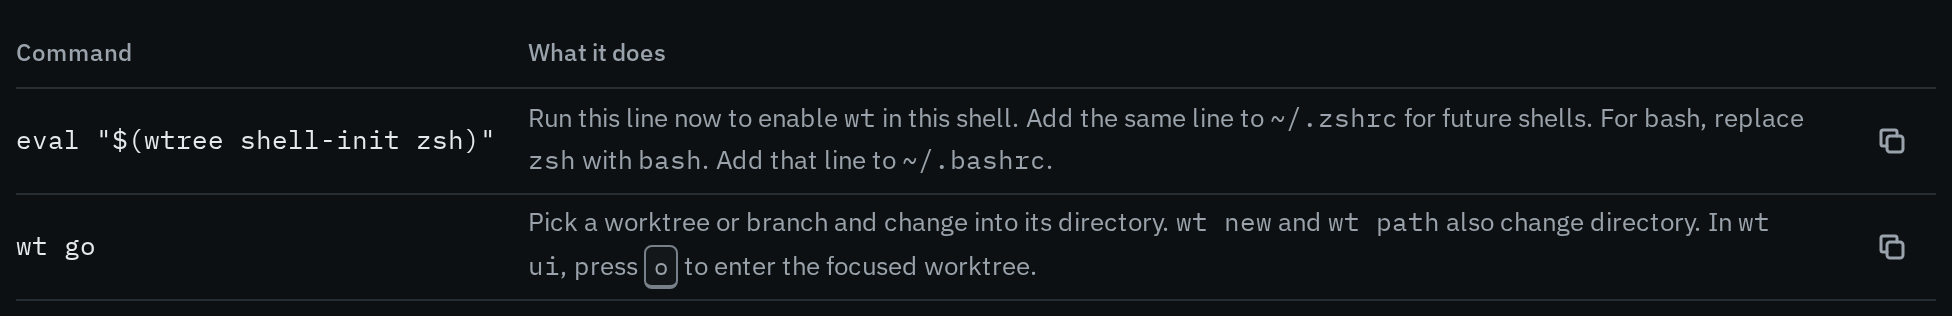 Command What it does
eval "$(wtree shell-init zsh)" Run this line now to enable wt in this shell. Add the same line to ~/.zshrc for future shells. For bash, replace
zsh with bash. Add that line to ~/.bashrc.
wt go Pick a worktree or branch and change into its directory. wt new and wt path also change directory. In wt
ui, press o to enter the focused worktree.